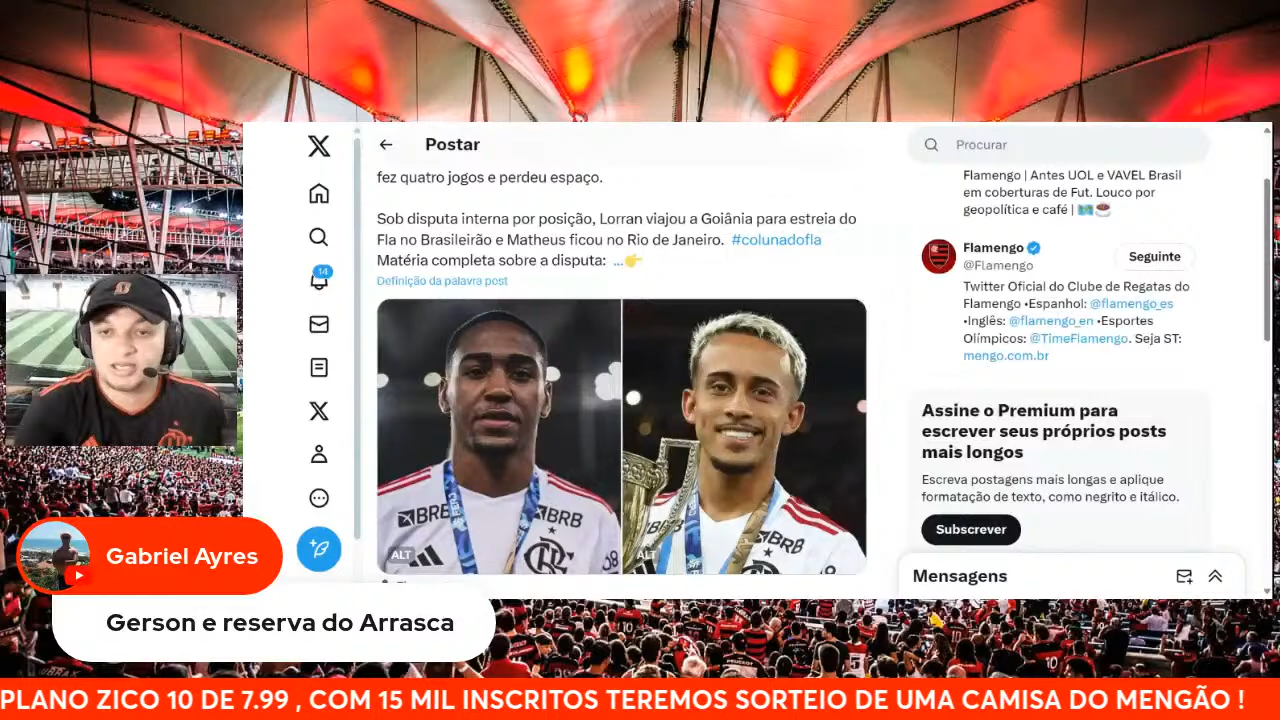 Postar
fez quatro jogos e perdeu espaço.
Sob disputa interna por posição, Lorran viajou a Goiânia para estreia do
Fla no Brasileirão e Matheus ficou no Rio de Janeiro. #colunadofla
Matéria completa sobre a disputa: ...👉
Definição da palavra post
14
ALT
ALT
BRB
BRB
BRB
Procurar
Flamengo | Antes UOL e VAVEL Brasil
em coberturas de Fut. Louco por
geopolítica e café | 🗺️☕
Flamengo
@Flamengo
Seguinte
Twitter Oficial do Clube de Regatas do
Flamengo •Espanhol: @flamengo_es
•Inglês: @flamengo_en •Esportes
Olímpicos: @TimeFlamengo. Seja ST:
mengo.com.br
Assine o Premium para
escrever seus próprios posts
mais longos
Escreva postagens mais longas e aplique
formatação de texto, como negrito e itálico.
Subscrever
Mensagens
Gabriel Ayres
Gerson e reserva do Arrasca
PLANO ZICO 10 DE 7.99 , COM 15 MIL INSCRITOS TEREMOS SORTEIO DE UMA CAMISA DO MENGÃO !